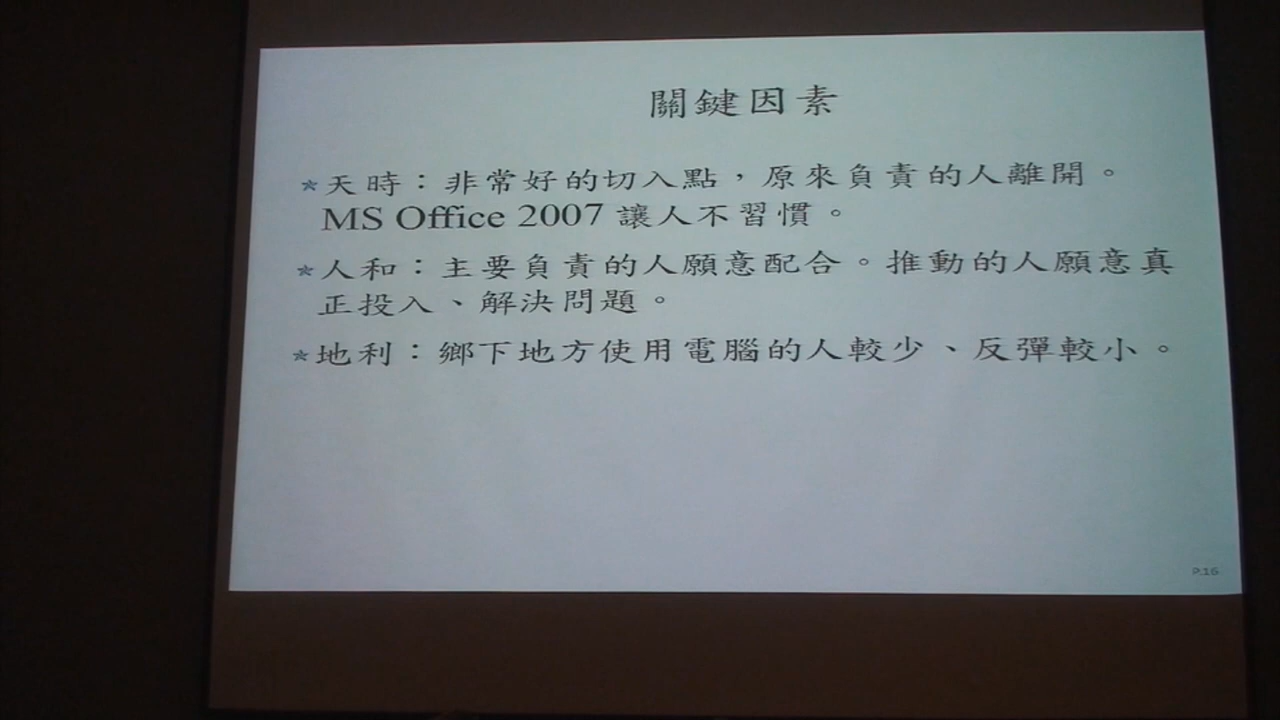 關鍵因素
*天時：非常好的切入點，原來負責的人離開。
MS Office 2007 讓人不習慣。
*人和：主要負責的人願意配合。推動的人願意真
正投入、解決問題。
*地利：鄉下地方使用電腦的人較少、反彈較小。
P.16